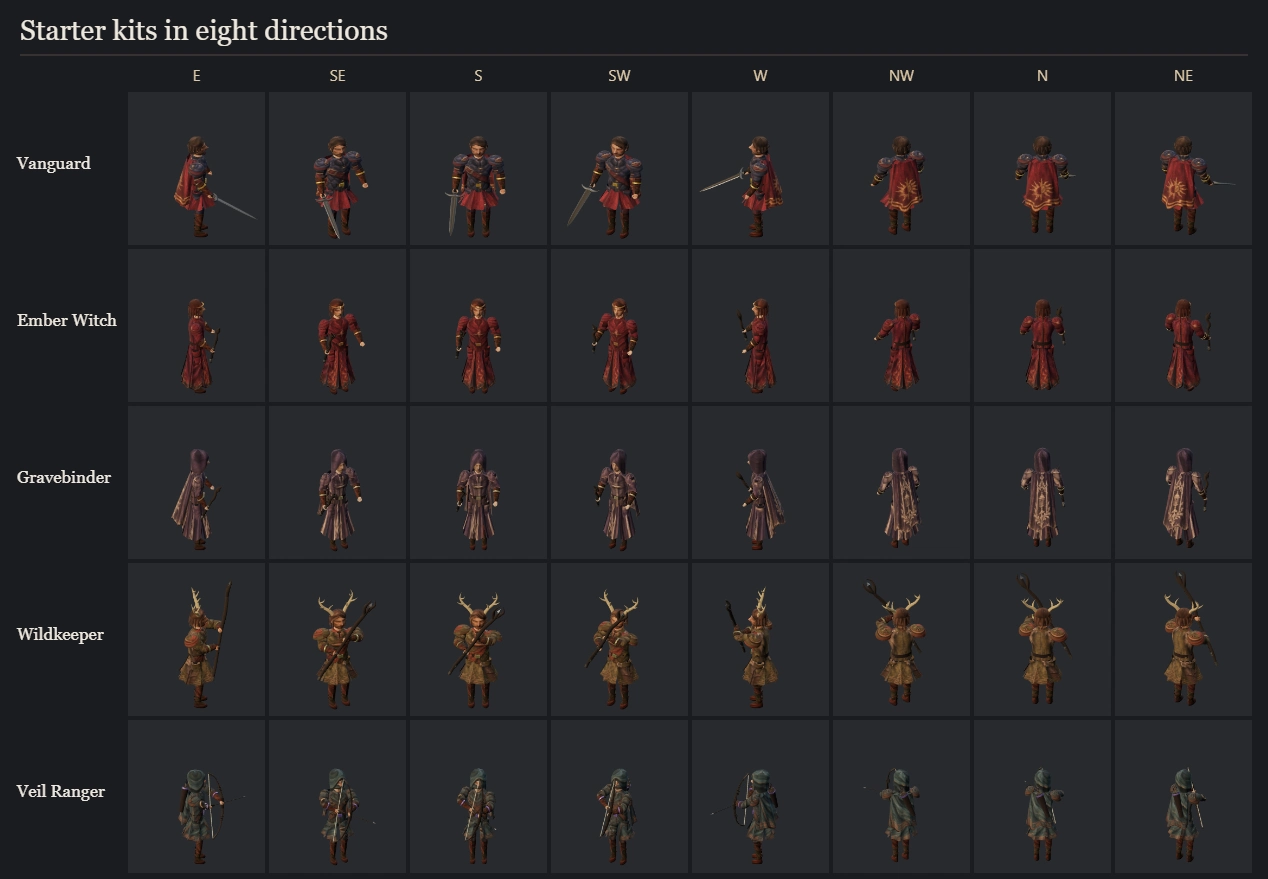 Starter kits in eight directions
E SE S SW W NW N NE
Vanguard
Ember Witch
Gravebinder
Wildkeeper
Veil Ranger